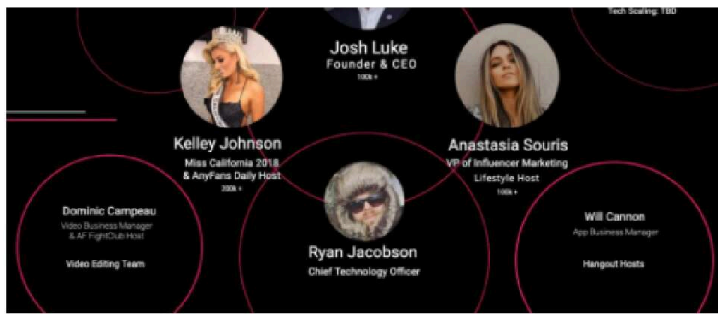 Tech Scaling: TBD
Josh Luke
Founder & CEO
100k +
Kelley Johnson
Miss California 2018
& AnyFans Daily Host
200k +
Anastasia Souris
VP of Influencer Marketing
Lifestyle Host
100k +
Dominic Campeau
Video Business Manager
& AF FightClub Host
Video Editing Team
Ryan Jacobson
Chief Technology Officer
Will Cannon
App Business Manager
Hangout Hosts